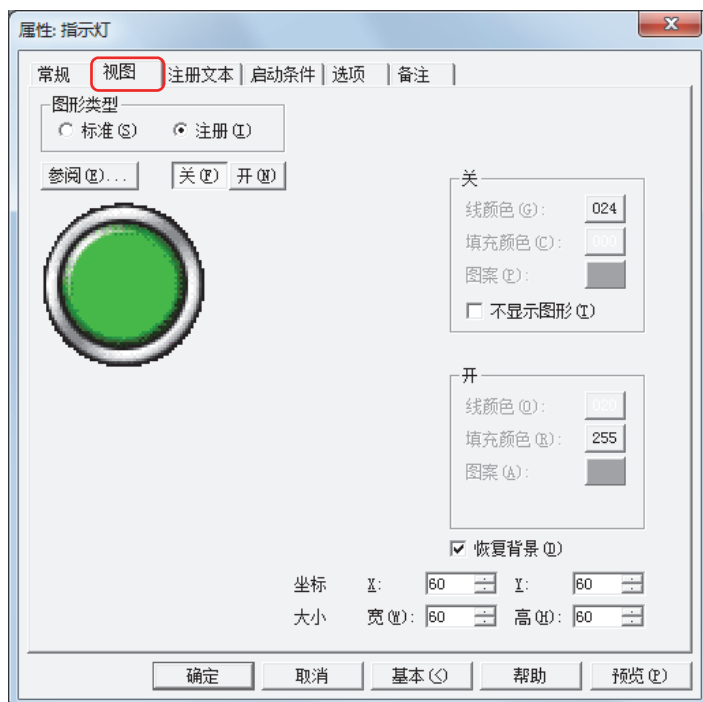 属性: 指示灯
常规 视图 注册文本 启动条件 选项 备注
图形类型
标准(S) 注册(I)
参阅(E)... 关(F) 开(N)
关
线颜色(G): 024
填充颜色(C): 000
图案(P):
不显示图形(T)
开
线颜色(O): 020
填充颜色(R): 255
图案(A):
恢复背景(D)
坐标 X: 60 Y: 60
大小 宽(W): 60 高(H): 60
确定 取消 基本(<) 帮助 预览(P)